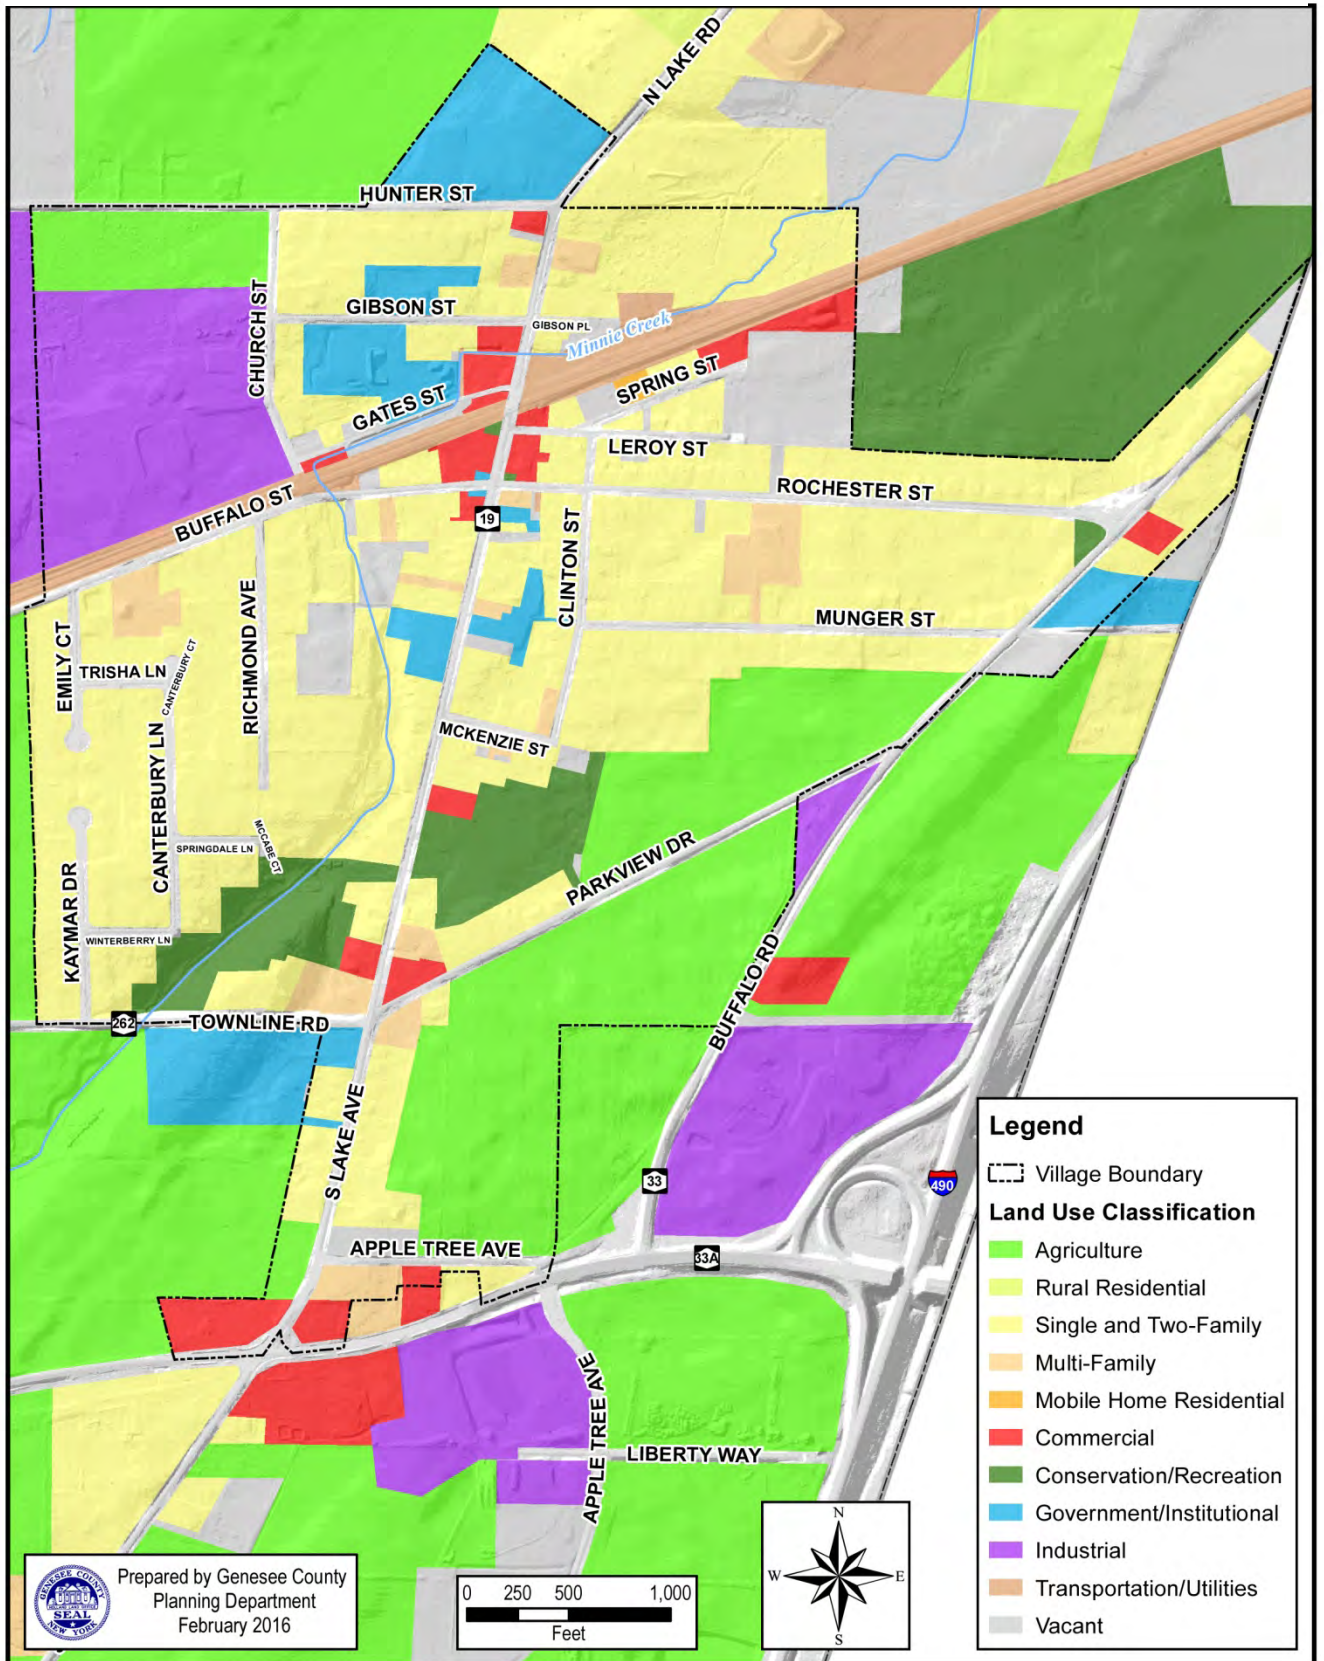 N LAKE RD
HUNTER ST
CHURCH ST
GIBSON ST
GIBSON PL
Minnie Creek
GATES ST
SPRING ST
LEROY ST
BUFFALO ST
ROCHESTER ST
19
CLINTON ST
MUNGER ST
EMILY CT
TRISHA LN
CANTERBURY CT
RICHMOND AVE
CANTERBURY LN
MCKENZIE ST
SPRINGDALE LN
MCCABE CT
KAYMAR DR
WINTERBERRY LN
PARKVIEW DR
BUFFALO RD
262
TOWNLINE RD
S LAKE AVE
33
490
APPLE TREE AVE
33A
APPLE TREE AVE
LIBERTY WAY
Legend
Village Boundary
Land Use Classification
Agriculture
Rural Residential
Single and Two-Family
Multi-Family
Mobile Home Residential
Commercial
Conservation/Recreation
Government/Institutional
Industrial
Transportation/Utilities
Vacant
GENESEE COUNTY
SEAL
NEW YORK
Prepared by Genesee County
Planning Department
February 2016
0 250 500 1,000
Feet
N
W E
S